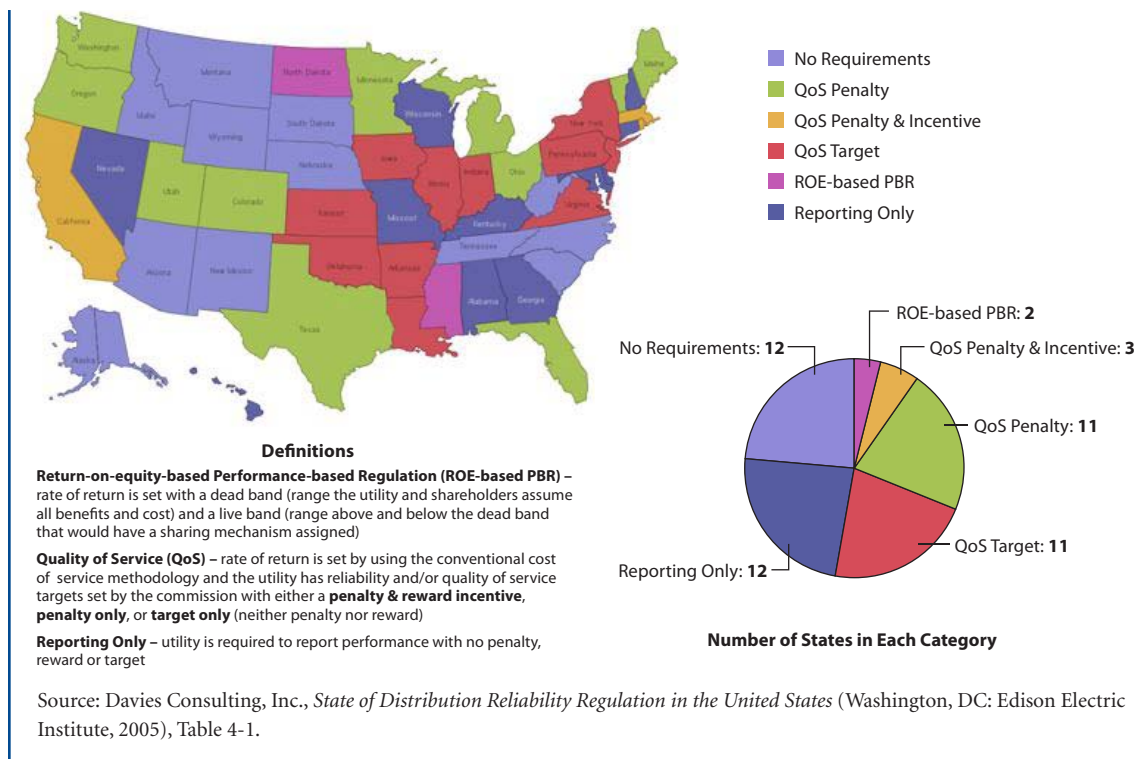 Washington
Montana
North Dakota
Minnesota
Maine
Oregon
Idaho
Wyoming
South Dakota
Wisconsin
New York
Nebraska
Iowa
Pennsylvania
Nevada
Utah
Colorado
Illinois
Indiana
Ohio
California
Kansas
Missouri
Kentucky
Virginia
Arizona
New Mexico
Oklahoma
Arkansas
Tennessee
Texas
Alabama
Georgia
Alaska
No Requirements
QoS Penalty
QoS Penalty & Incentive
QoS Target
ROE-based PBR
Reporting Only
ROE-based PBR: 2
No Requirements: 12
QoS Penalty & Incentive: 3
QoS Penalty: 11
QoS Target: 11
Reporting Only: 12
Number of States in Each Category
Definitions
Return-on-equity-based Performance-based Regulation (ROE-based PBR) –
rate of return is set with a dead band (range the utility and shareholders assume
all benefits and cost) and a live band (range above and below the dead band
that would have a sharing mechanism assigned)
Quality of Service (QoS) – rate of return is set by using the conventional cost
of service methodology and the utility has reliability and/or quality of service
targets set by the commission with either a penalty & reward incentive,
penalty only, or target only (neither penalty nor reward)
Reporting Only – utility is required to report performance with no penalty,
reward or target
Source: Davies Consulting, Inc., State of Distribution Reliability Regulation in the United States (Washington, DC: Edison Electric
Institute, 2005), Table 4-1.